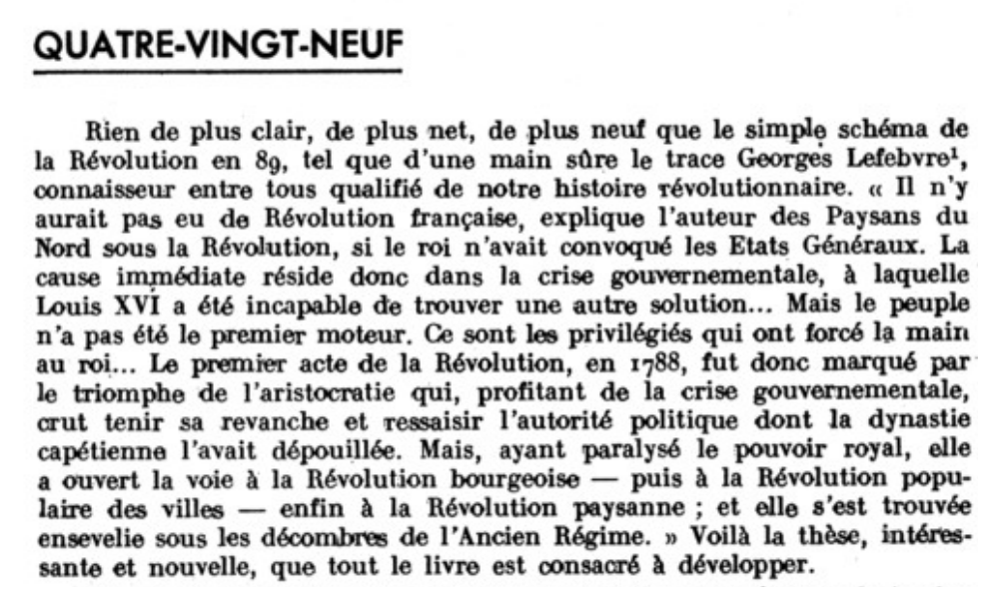 QUATRE-VINGT-NEUF
Rien de plus clair, de plus net, de plus neuf que le simple schéma de
la Révolution en 89, tel que d'une main sûre le trace Georges Lefebvre¹,
connaisseur entre tous qualifié de notre histoire révolutionnaire. « Il n'y
aurait pas eu de Révolution française, explique l'auteur des Paysans du
Nord sous la Révolution, si le roi n'avait convoqué les Etats Généraux. La
cause immédiate réside donc dans la crise gouvernementale, à laquelle
Louis XVI a été incapable de trouver une autre solution... Mais le peuple
n'a pas été le premier moteur. Ce sont les privilégiés qui ont forcé la main
au roi... Le premier acte de la Révolution, en 1788, fut donc marqué par
le triomphe de l'aristocratie qui, profitant de la crise gouvernementale,
crut tenir sa revanche et ressaisir l'autorité politique dont la dynastie
capétienne l'avait dépouillée. Mais, ayant paralysé le pouvoir royal, elle
a ouvert la voie à la Révolution bourgeoise — puis à la Révolution popu-
laire des villes — enfin à la Révolution paysanne ; et elle s'est trouvée
ensevelie sous les décombres de l'Ancien Régime. » Voilà la thèse, intéres-
sante et nouvelle, que tout le livre est consacré à développer.